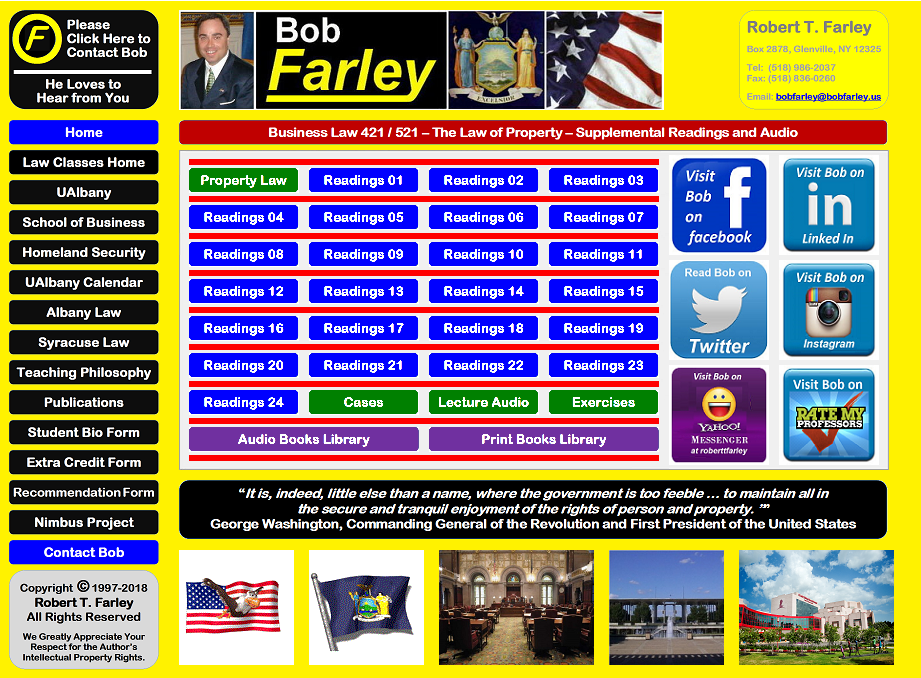 Please
Click Here to
Contact Bob
F
He Loves to
Hear from You
Bob
Farley
EXCELSIOR
Robert T. Farley
Box 2878, Glenville, NY 12325
Tel: (518) 986-2037
Fax: (518) 836-0260
Email: bobfarley@bobfarley.us
Home
Law Classes Home
UAlbany
School of Business
Homeland Security
UAlbany Calendar
Albany Law
Syracuse Law
Teaching Philosophy
Publications
Student Bio Form
Extra Credit Form
Recommendation Form
Nimbus Project
Contact Bob
Copyright © 1997-2018
Robert T. Farley
All Rights Reserved
We Greatly Appreciate Your
Respect for the Author's
Intellectual Property Rights.
Business Law 421 / 521 – The Law of Property – Supplemental Readings and Audio
Property Law Readings 01 Readings 02 Readings 03
Readings 04 Readings 05 Readings 06 Readings 07
Readings 08 Readings 09 Readings 10 Readings 11
Readings 12 Readings 13 Readings 14 Readings 15
Readings 16 Readings 17 Readings 18 Readings 19
Readings 20 Readings 21 Readings 22 Readings 23
Readings 24 Cases Lecture Audio Exercises
Audio Books Library Print Books Library
Visit
Bob
on
f
facebook
Visit Bob on
in
Linked In
Read Bob on
Twitter
Visit Bob on
Instagram
Visit Bob on
YAHOO!
MESSENGER
at roberttfarley
Visit Bob on
RATE MY
PROFESSORS
“It is, indeed, little else than a name, where the government is too feeble … to maintain all in
the secure and tranquil enjoyment of the rights of person and property. ””
George Washington, Commanding General of the Revolution and First President of the United States